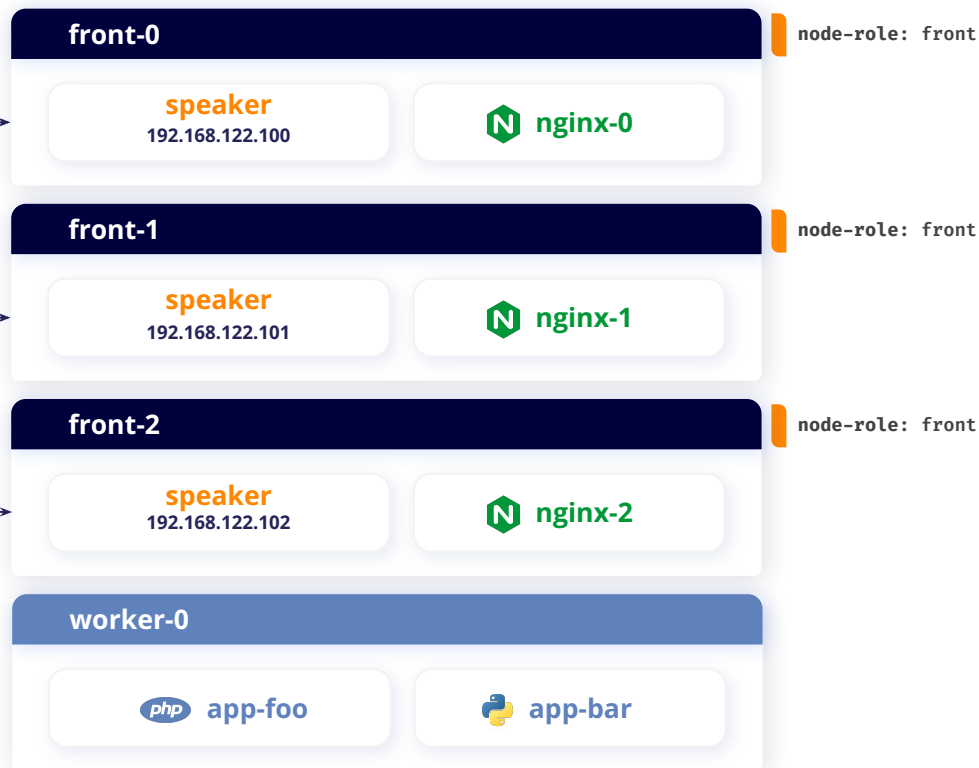 front-0
node-role: front
speaker
192.168.122.100
N nginx-0
front-1
node-role: front
speaker
192.168.122.101
N nginx-1
front-2
node-role: front
speaker
192.168.122.102
N nginx-2
worker-0
php app-foo
app-bar